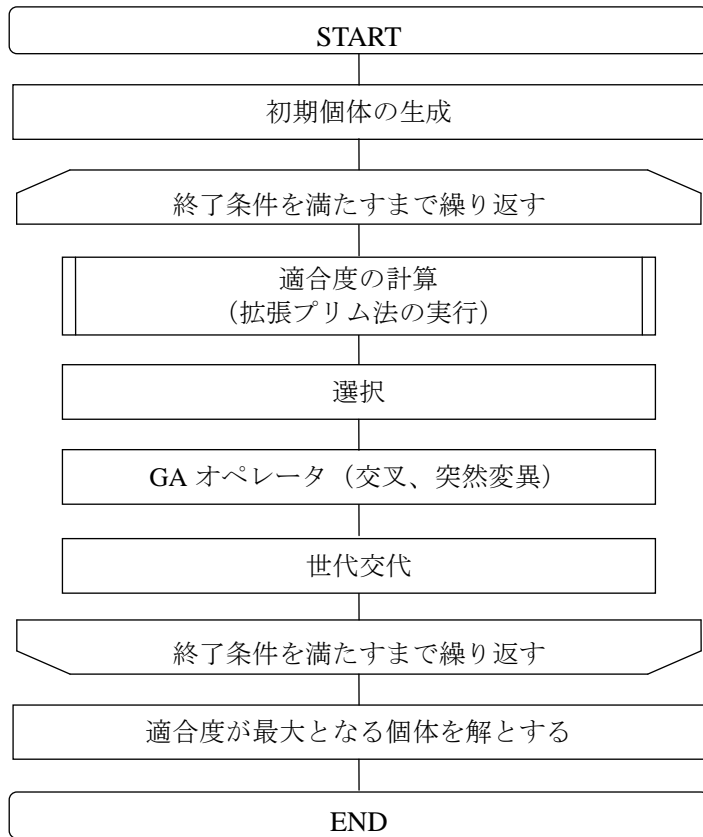 START
初期個体の生成
終了条件を満たすまで繰り返す
適合度の計算
（拡張プリム法の実行）
選択
GA オペレータ（交叉、突然変異）
世代交代
終了条件を満たすまで繰り返す
適合度が最大となる個体を解とする
END